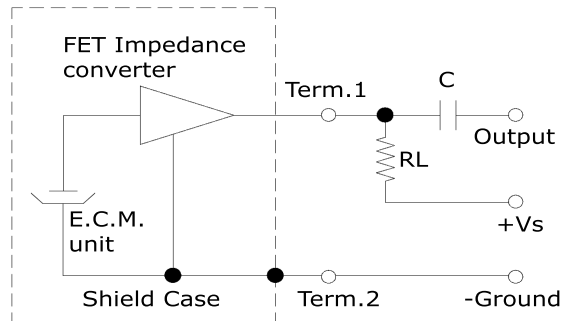 FET Impedance
converter
Term.1
C
Output
RL
+Vs
E.C.M.
unit
Shield Case
Term.2
-Ground